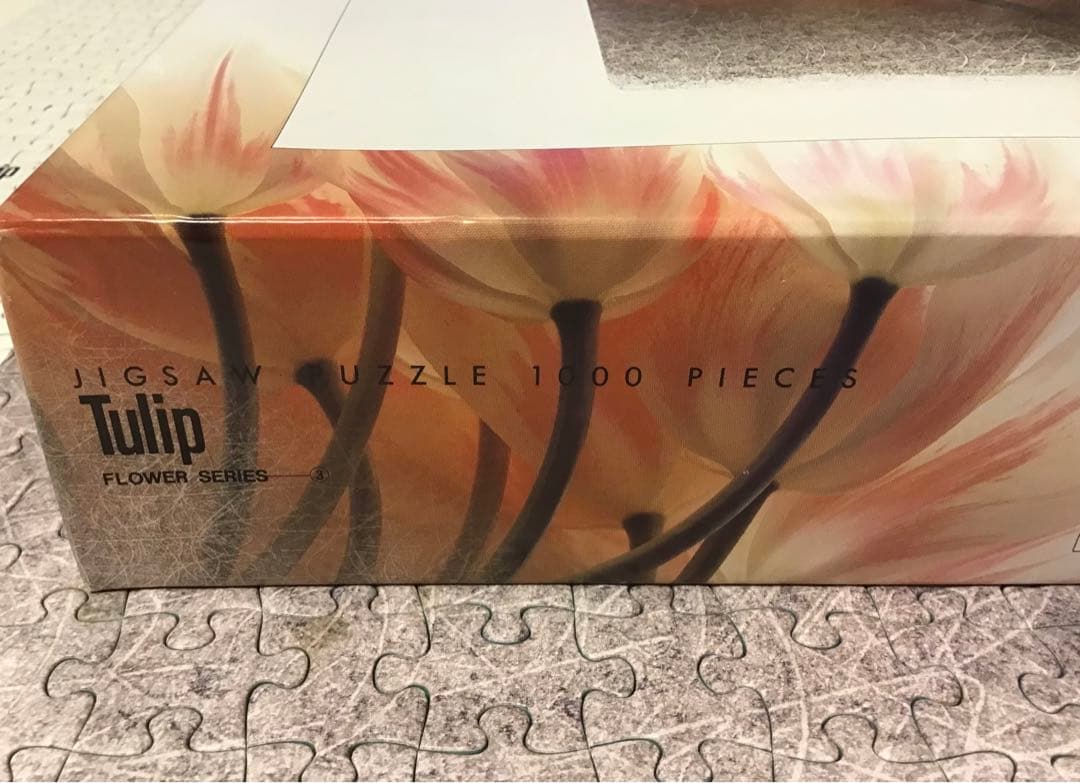 JIGSAW PUZZLE 1000 PIECES
Tulip
FLOWER SERIES ③